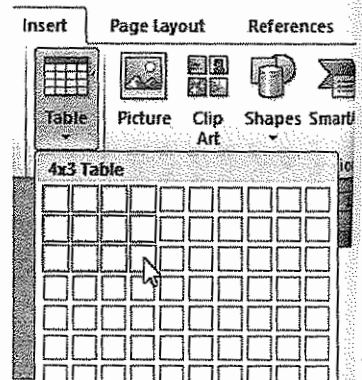 Insert Page Layout References
Table Picture Clip Art Shapes
4x3 Table